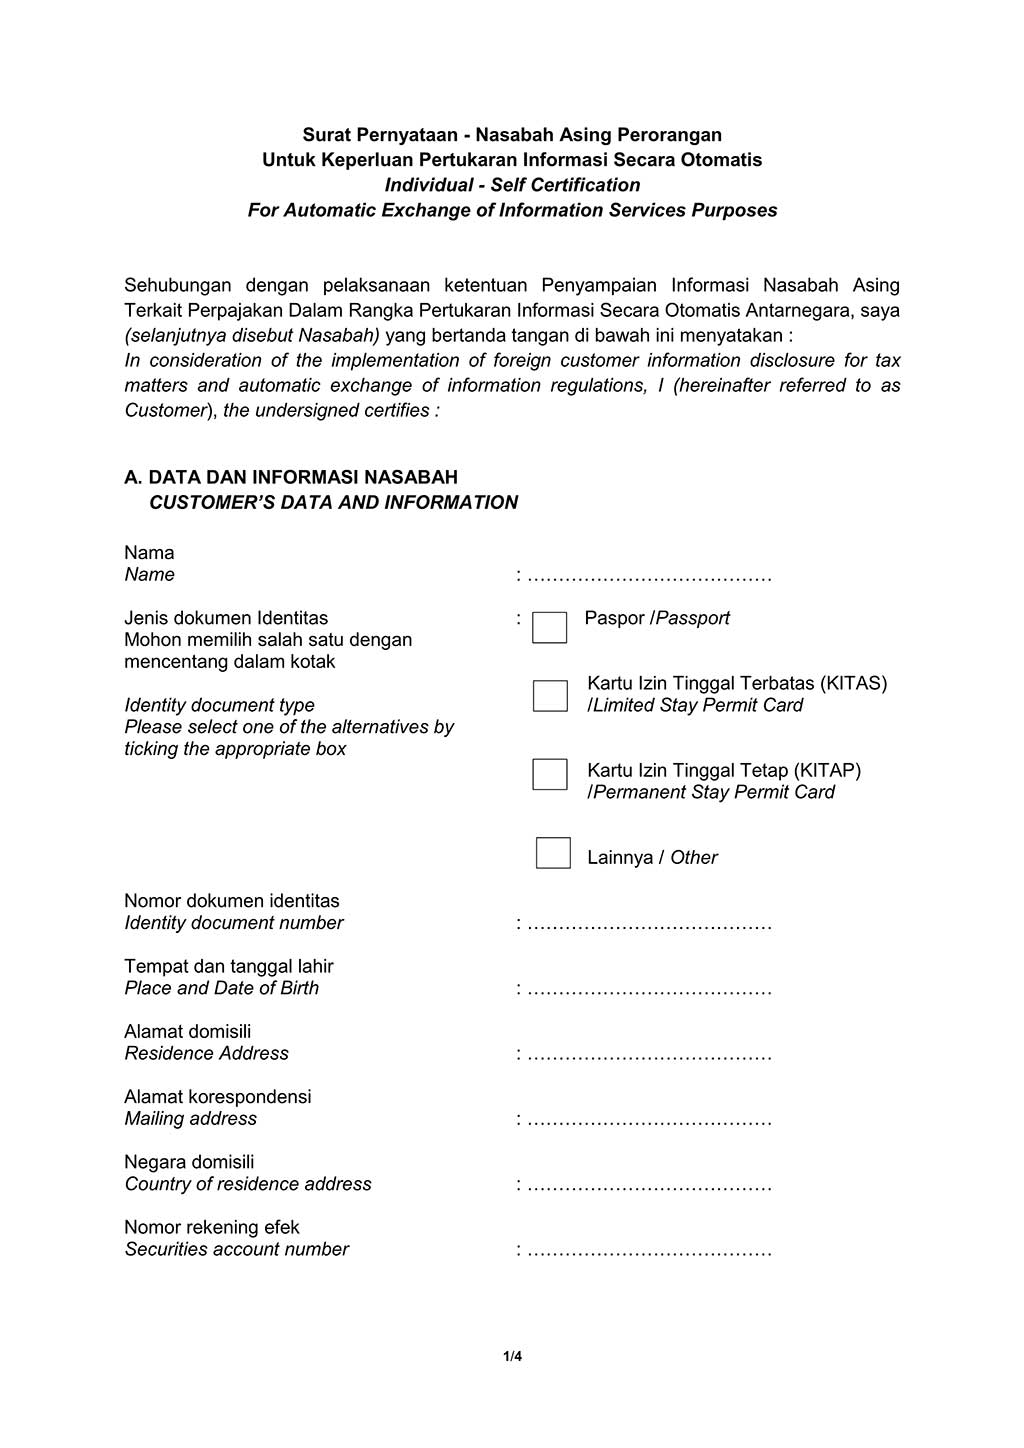 Surat Pernyataan - Nasabah Asing Perorangan
Untuk Keperluan Pertukaran Informasi Secara Otomatis
Individual - Self Certification
For Automatic Exchange of Information Services Purposes
Sehubungan dengan pelaksanaan ketentuan Penyampaian Informasi Nasabah Asing
Terkait Perpajakan Dalam Rangka Pertukaran Informasi Secara Otomatis Antarnegara, saya
(selanjutnya disebut Nasabah) yang bertanda tangan di bawah ini menyatakan :
In consideration of the implementation of foreign customer information disclosure for tax
matters and automatic exchange of information regulations, I (hereinafter referred to as
Customer), the undersigned certifies :
A. DATA DAN INFORMASI NASABAH
CUSTOMER’S DATA AND INFORMATION
Nama
Name : …………………………………
Jenis dokumen Identitas : Paspor /Passport
Mohon memilih salah satu dengan
mencentang dalam kotak
Kartu Izin Tinggal Terbatas (KITAS)
Identity document type /Limited Stay Permit Card
Please select one of the alternatives by
ticking the appropriate box
Kartu Izin Tinggal Tetap (KITAP)
/Permanent Stay Permit Card
Lainnya / Other
Nomor dokumen identitas
Identity document number : …………………………………
Tempat dan tanggal lahir
Place and Date of Birth : …………………………………
Alamat domisili
Residence Address : …………………………………
Alamat korespondensi
Mailing address : …………………………………
Negara domisili
Country of residence address : …………………………………
Nomor rekening efek
Securities account number : …………………………………
1/4